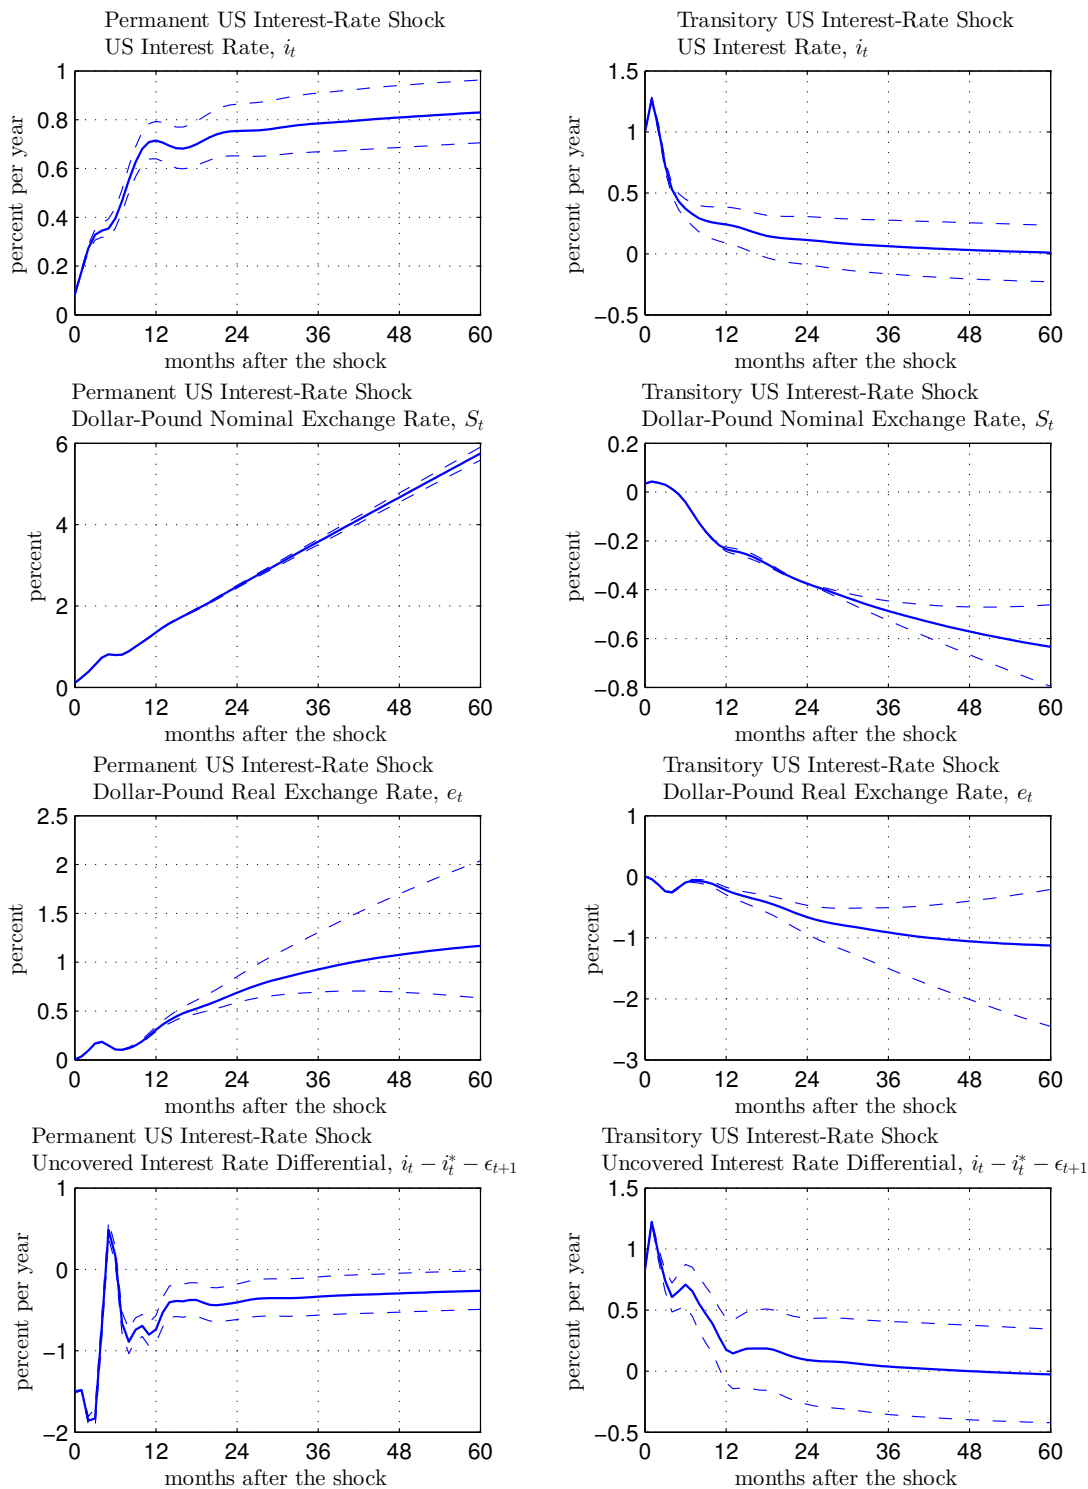 Permanent US Interest-Rate Shock
US Interest Rate, i_t
percent per year
1
0.8
0.6
0.4
0.2
0
0 12 24 36 48 60
months after the shock
Transitory US Interest-Rate Shock
US Interest Rate, i_t
percent per year
1.5
1
0.5
0
−0.5
0 12 24 36 48 60
months after the shock
Permanent US Interest-Rate Shock
Dollar-Pound Nominal Exchange Rate, S_t
percent
6
4
2
0
0 12 24 36 48 60
months after the shock
Transitory US Interest-Rate Shock
Dollar-Pound Nominal Exchange Rate, S_t
percent
0.2
0
−0.2
−0.4
−0.6
−0.8
0 12 24 36 48 60
months after the shock
Permanent US Interest-Rate Shock
Dollar-Pound Real Exchange Rate, e_t
percent
2.5
2
1.5
1
0.5
0
0 12 24 36 48 60
months after the shock
Transitory US Interest-Rate Shock
Dollar-Pound Real Exchange Rate, e_t
percent
1
0
−1
−2
−3
0 12 24 36 48 60
months after the shock
Permanent US Interest-Rate Shock
Uncovered Interest Rate Differential, i_t − i_t^* − ϵ_{t+1}
percent per year
1
0
−1
−2
0 12 24 36 48 60
months after the shock
Transitory US Interest-Rate Shock
Uncovered Interest Rate Differential, i_t − i_t^* − ϵ_{t+1}
percent per year
1.5
1
0.5
0
−0.5
0 12 24 36 48 60
months after the shock